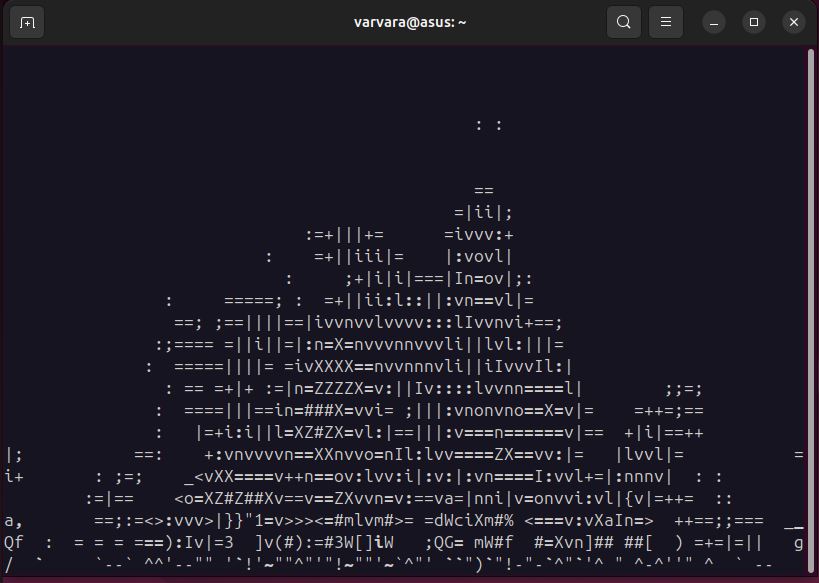 varvara@asus: ~
                                               : :
                                               ==
                                             =|ii|;
                              :=+|||+=      =ivvv:+
                          :    =+||iii|=    |:vovl|
                            :     ;+|i|i|===|In=ov|;:
                :     =====; :  =+||ii:l::||:vn==vl|=
                 ==; ;==||||==|ivvnvvlvvvv:::lIvvnvi+==;
               :;==== =||i||=|:n=X=nvvvnnvvvli||lvl:|||=
              :  =====||||= =ivXXXX==nvvnnnvli||iIvvvIl:|
                : == =+|+ :=|n=ZZZZX=v:||Iv::::lvvnn====l|        ;;=;
               :  ====|||==in=###X=vvi= ;|||:vnonvno==X=v|=    =++=;==
               :   |=+i:i||l=XZ#ZX=vl:|==|||:v===n======v|==  +|i|==++
|;           ==:    +:vnvvvvn==XXnvvo=nIl:lvv====ZX==vv:|=   |lvvl|=           =
i+       : ;=;    _<vXX====v++n==ov:lvv:i|:v:|:vn====I:vvl+=|:nnnv|  : :
        :=|==    <o=XZ#Z##Xv==v==ZXvvn=v:==va=|nni|v=onvvi:vl|{v|=++=  ::
a,       ==;:=<>:vvv>|}}"1=v>>><=#mlvm#>= =dWciXm#% <===v:vXaIn=>  ++==;;===  __
Qf  :  = = = ===):Iv|=3  ]v(#):=#3W[]iW   ;QG= mW#f  #=Xvn]## ##[  ) =+=|=||   g
/  `     `--` ^^'--"" '`!'~""^"'"!~""'~`^"' ``")`"!-"-`^"`'^ " ^-^''" ^  ` --